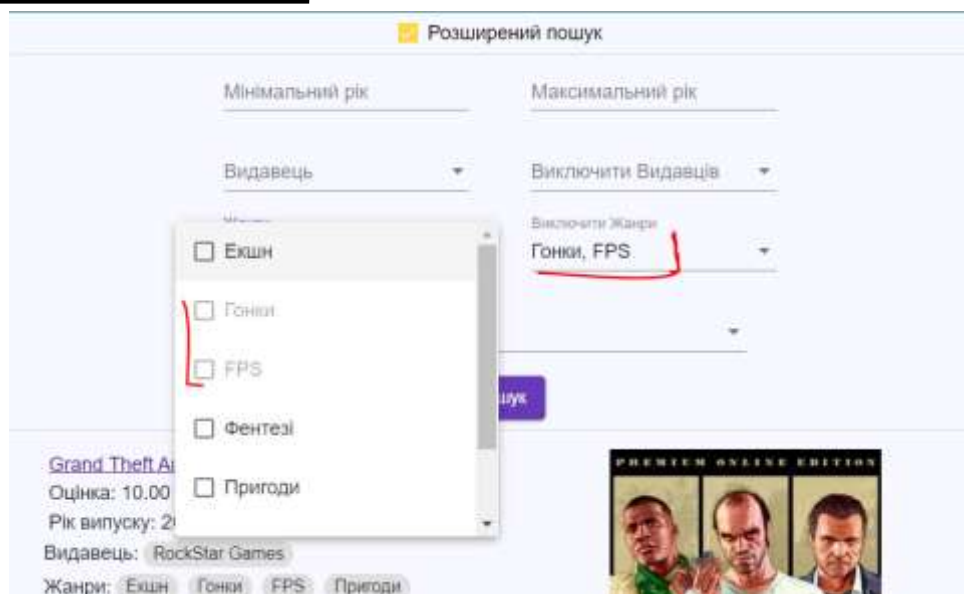 Розширений пошук
Мінімальний рік
Максимальний рік
Видавець
Виключити Видавців
Виключити Жанри
Гонки, FPS
Екшн
Гонки
FPS
Фентезі
Пригоди
Grand Theft
Оцінка: 10.00
Рік випуску:
Видавець: RockStar Games
Жанри: Екшн Гонки FPS Пригоди
PREMIUM ONLINE EDITION